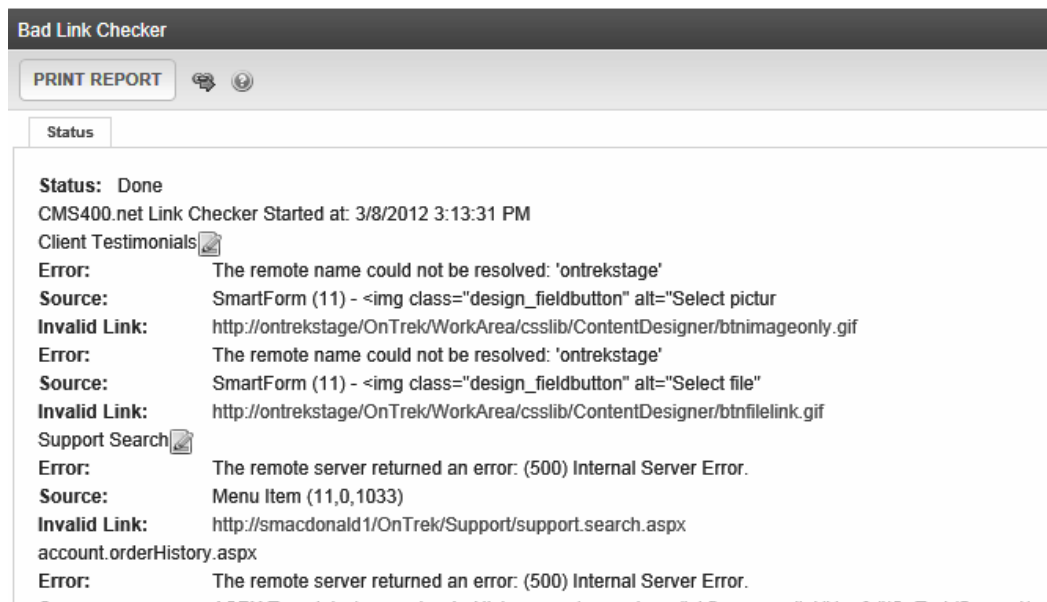 Bad Link Checker
PRINT REPORT
Status
Status: Done
CMS400.net Link Checker Started at: 3/8/2012 3:13:31 PM
Client Testimonials
Error: The remote name could not be resolved: 'ontrekstage'
Source: SmartForm (11) - <img class="design_fieldbutton" alt="Select pictur
Invalid Link: http://ontrekstage/OnTrek/WorkArea/csslib/ContentDesigner/btnimageonly.gif
Error: The remote name could not be resolved: 'ontrekstage'
Source: SmartForm (11) - <img class="design_fieldbutton" alt="Select file"
Invalid Link: http://ontrekstage/OnTrek/WorkArea/csslib/ContentDesigner/btnfilelink.gif
Support Search
Error: The remote server returned an error: (500) Internal Server Error.
Source: Menu Item (11,0,1033)
Invalid Link: http://smacdonald1/OnTrek/Support/support.search.aspx
account.orderHistory.aspx
Error: The remote server returned an error: (500) Internal Server Error.